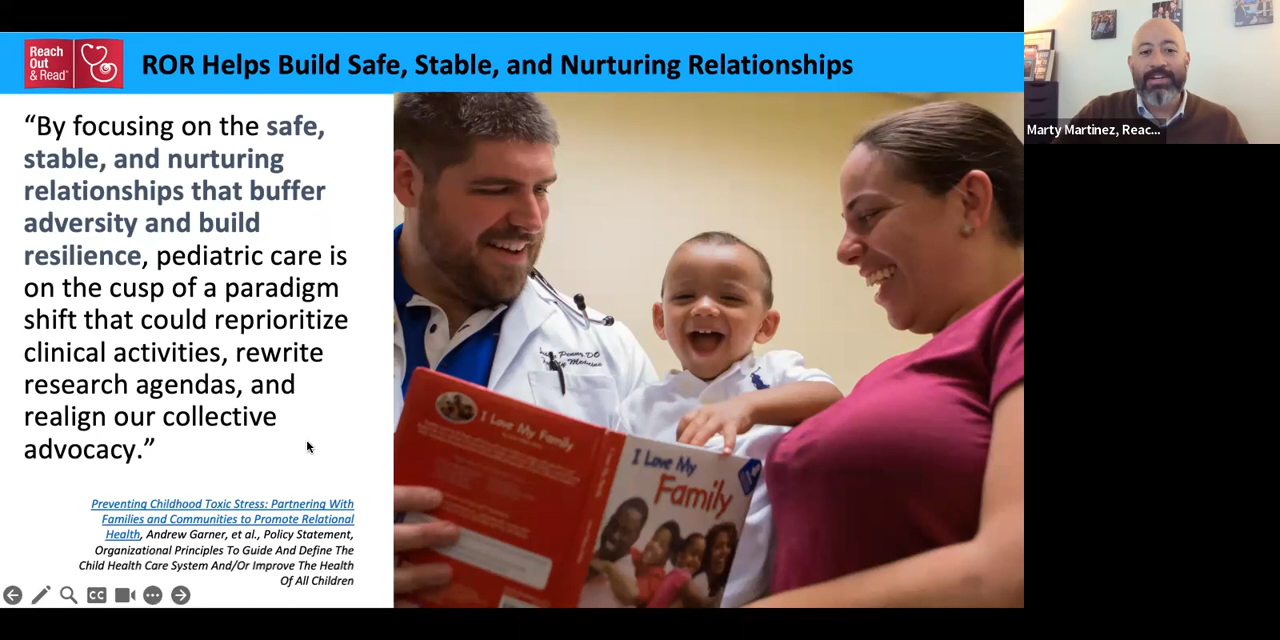 Reach
Out
& Read®
ROR Helps Build Safe, Stable, and Nurturing Relationships
“By focusing on the safe,
stable, and nurturing
relationships that buffer
adversity and build
resilience, pediatric care is
on the cusp of a paradigm
shift that could reprioritize
clinical activities, rewrite
research agendas, and
realign our collective
advocacy.”
Preventing Childhood Toxic Stress: Partnering With
Families and Communities to Promote Relational
Health, Andrew Garner, et al., Policy Statement,
Organizational Principles To Guide And Define The
Child Health Care System And/Or Improve The Health
Of All Children
CC
DO
Medicine
I Love My Family
I Love My
Family
Marty Martinez, Reac...